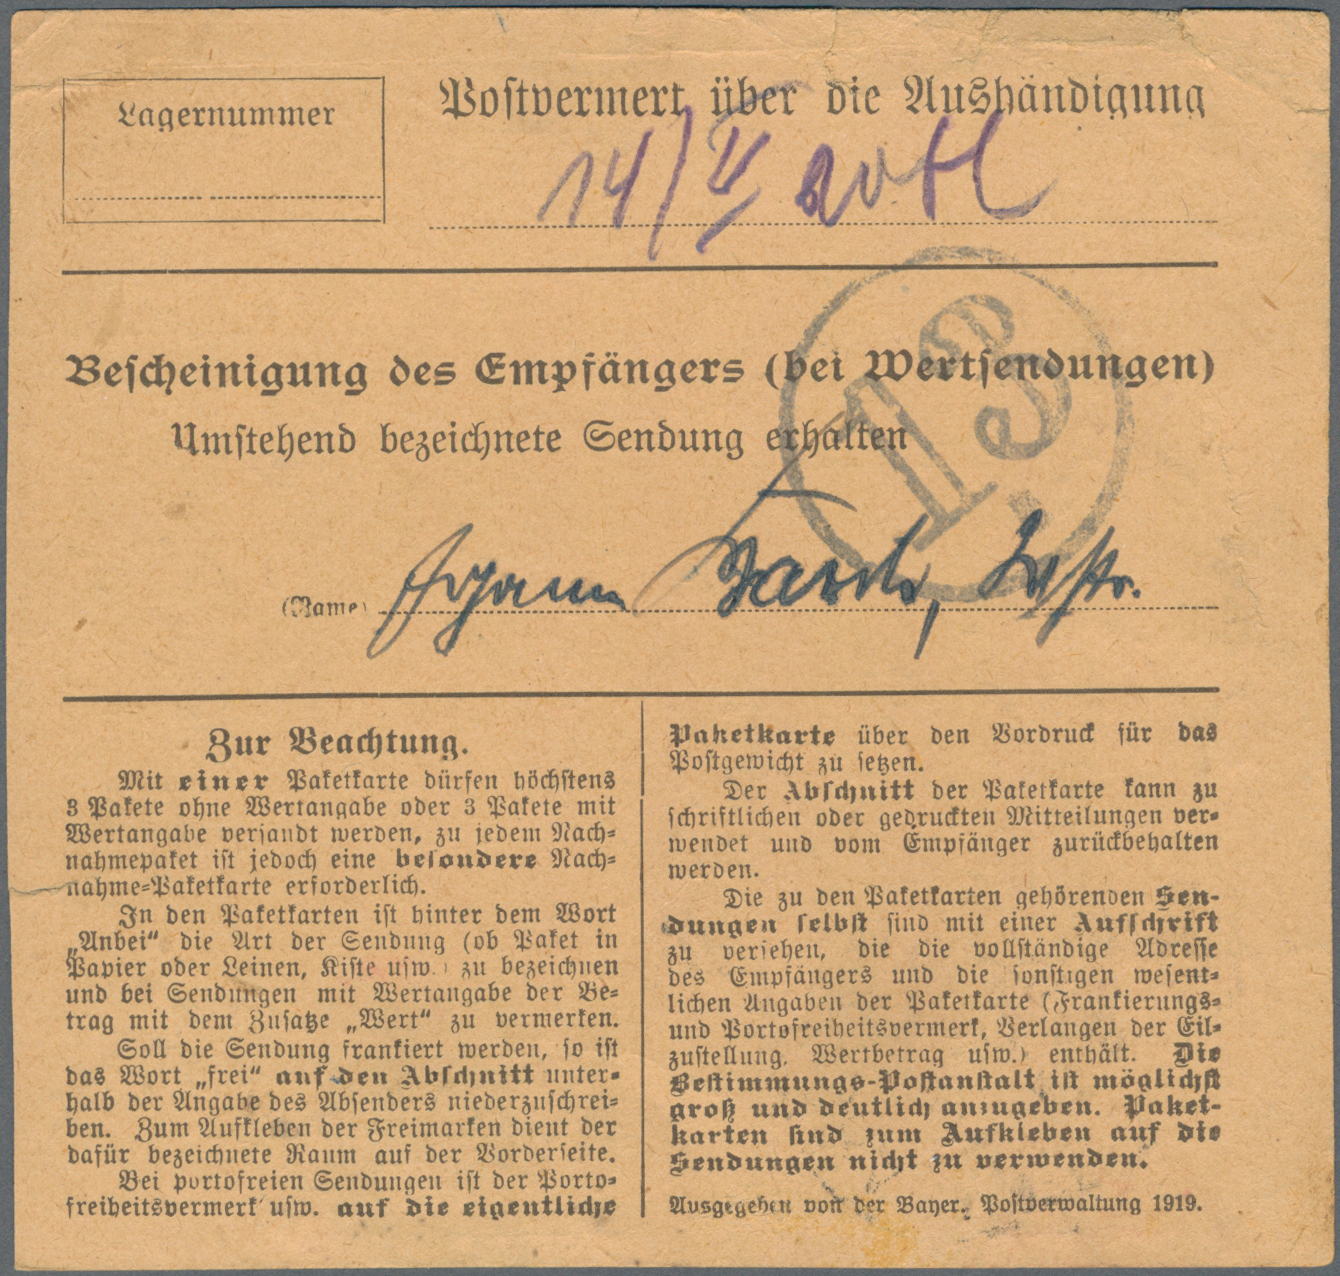 Lagernummer
Postvermerk über die Aushändigung
14/V
Bescheinigung des Empfängers (bei Wertsendungen)
13
Umstehend bezeichnete Sendung erhalten
(Name)
Zur Beachtung.
Mit einer Paketkarte dürfen höchstens
3 Pakete ohne Wertangabe oder 3 Pakete mit
Wertangabe versandt werden, zu jedem Nach-
nahmepaket ist jedoch eine besondere Nach-
nahme-Paketkarte erforderlich.
In den Paketkarten ist hinter dem Wort
„Anbei“ die Art der Sendung (ob Paket in
Papier oder Leinen, Kiste usw.) zu bezeichnen
und bei Sendungen mit Wertangabe der Be-
trag mit dem Zusatze „Wert“ zu vermerken.
Soll die Sendung frankiert werden, so ist
das Wort „frei“ auf den Abschnitt unter-
halb der Angabe des Absenders niederzuschrei-
ben. Zum Aufkleben der Freimarken dient der
dafür bezeichnete Raum auf der Vorderseite.
Bei portofreien Sendungen ist der Porto-
freiheitsvermerk usw. auf die eigentliche
Paketkarte über den Vordruck für das
Postgewicht zu setzen.
Der Abschnitt der Paketkarte kann zu
schriftlichen oder gedruckten Mitteilungen ver-
wendet und vom Empfänger zurückbehalten
werden.
Die zu den Paketkarten gehörenden Sen-
dungen selbst sind mit einer Aufschrift
zu versehen, die die vollständige Adresse
des Empfängers und die sonstigen wesent-
lichen Angaben der Paketkarte (Frankierungs-
und Portofreiheitsvermerk, Verlangen der Eil-
zustellung, Wertbetrag usw.) enthält. Die
Bestimmungs-Postanstalt ist möglichst
groß und deutlich anzugeben. Paket-
karten sind zum Aufkleben auf die
Sendungen nicht zu verwenden.
Ausgegeben von der Bayer. Postverwaltung 1919.